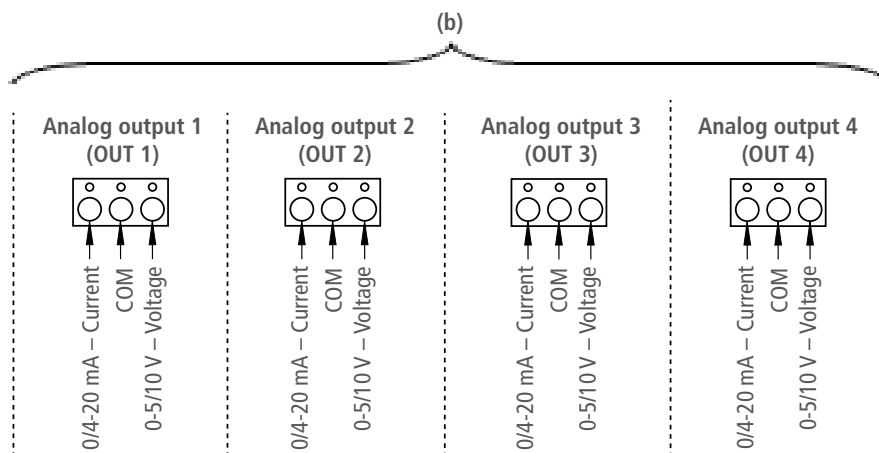 (b)
Analog output 1
(OUT 1)
0/4-20 mA – Current
COM
0-5/10 V – Voltage
Analog output 2
(OUT 2)
0/4-20 mA – Current
COM
0-5/10 V – Voltage
Analog output 3
(OUT 3)
0/4-20 mA – Current
COM
0-5/10 V – Voltage
Analog output 4
(OUT 4)
0/4-20 mA – Current
COM
0-5/10 V – Voltage